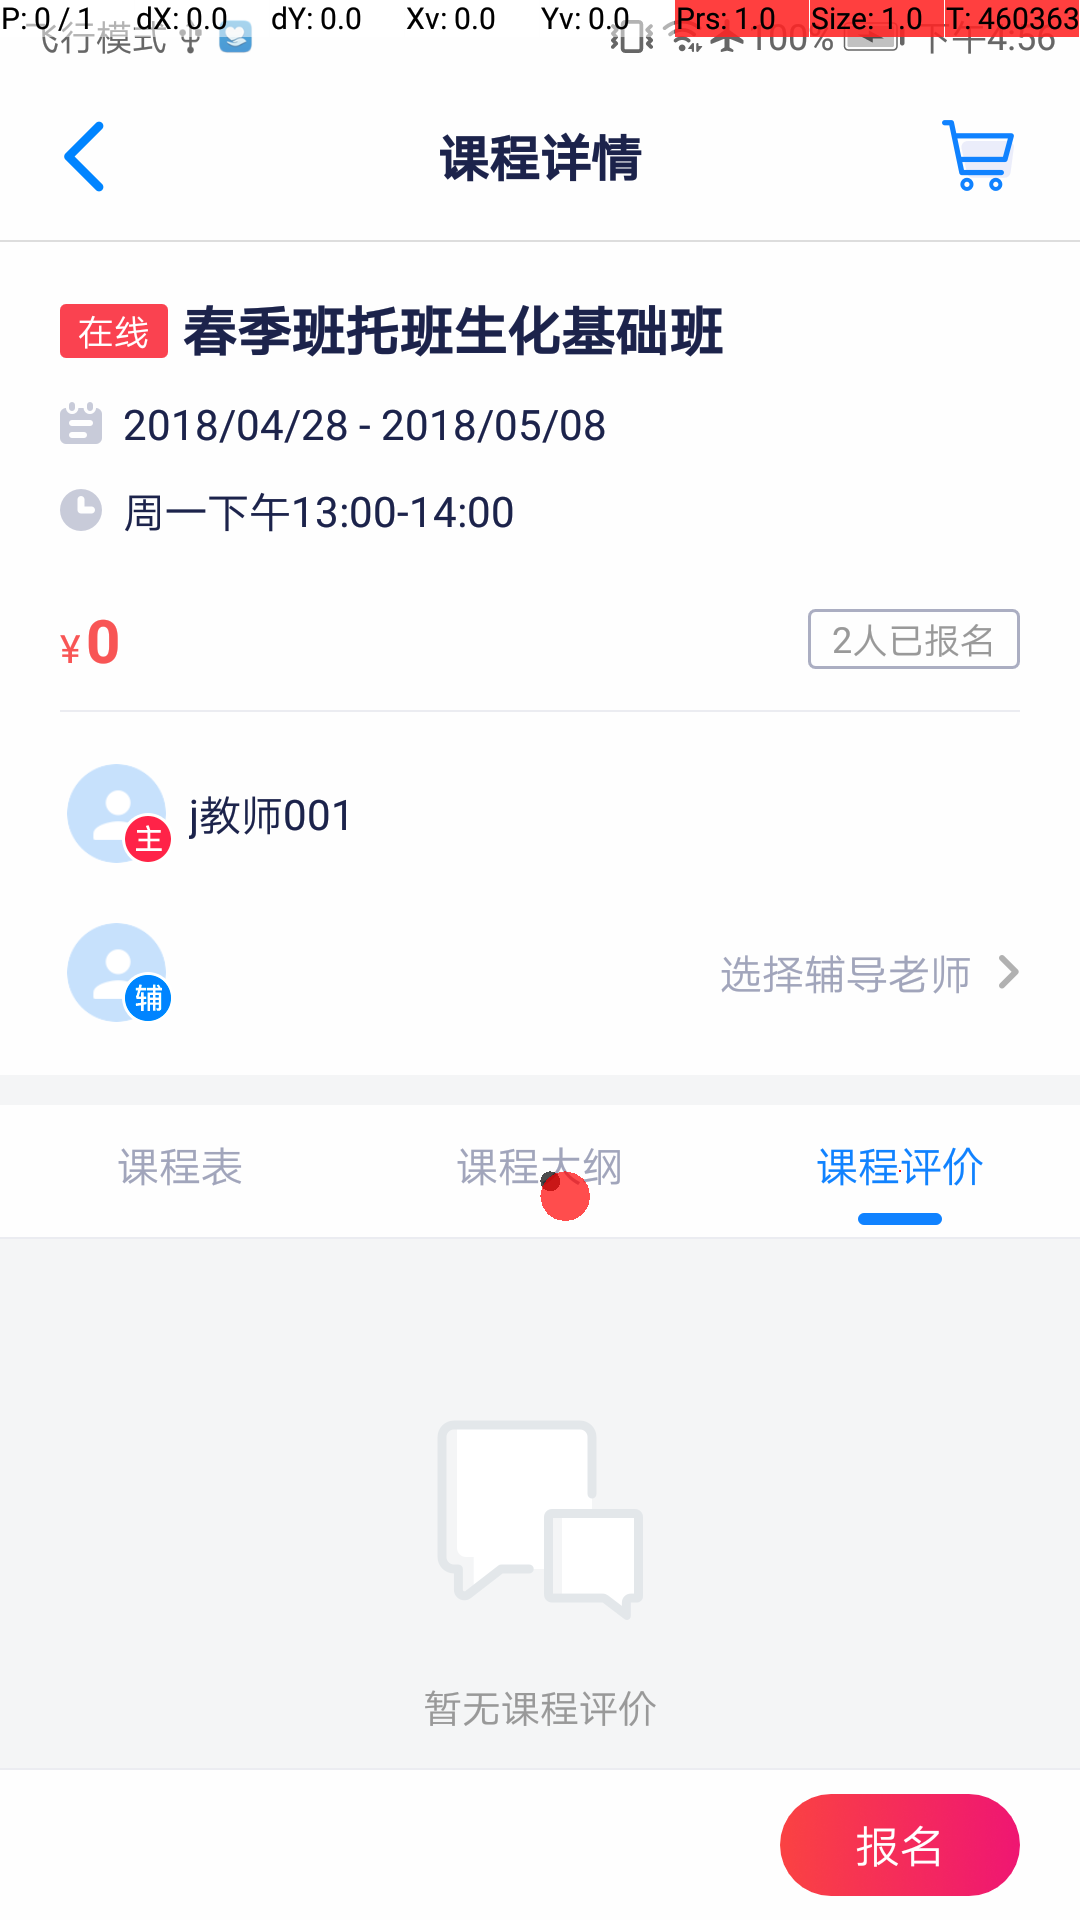 P: 0 / 1 dX: 0.0 dY: 0.0 Xv: 0.0 Yv: 0.0 Prs: 1.0 Size: 1.0 T: 460363
飞行模式 100% 下午4:56
课程详情
在线 春季班托班生化基础班
2018/04/28 - 2018/05/08
周一下午13:00-14:00
¥0 2人已报名
主 j教师001
辅 选择辅导老师
课程表 课程大纲 课程评价
暂无课程评价
报名